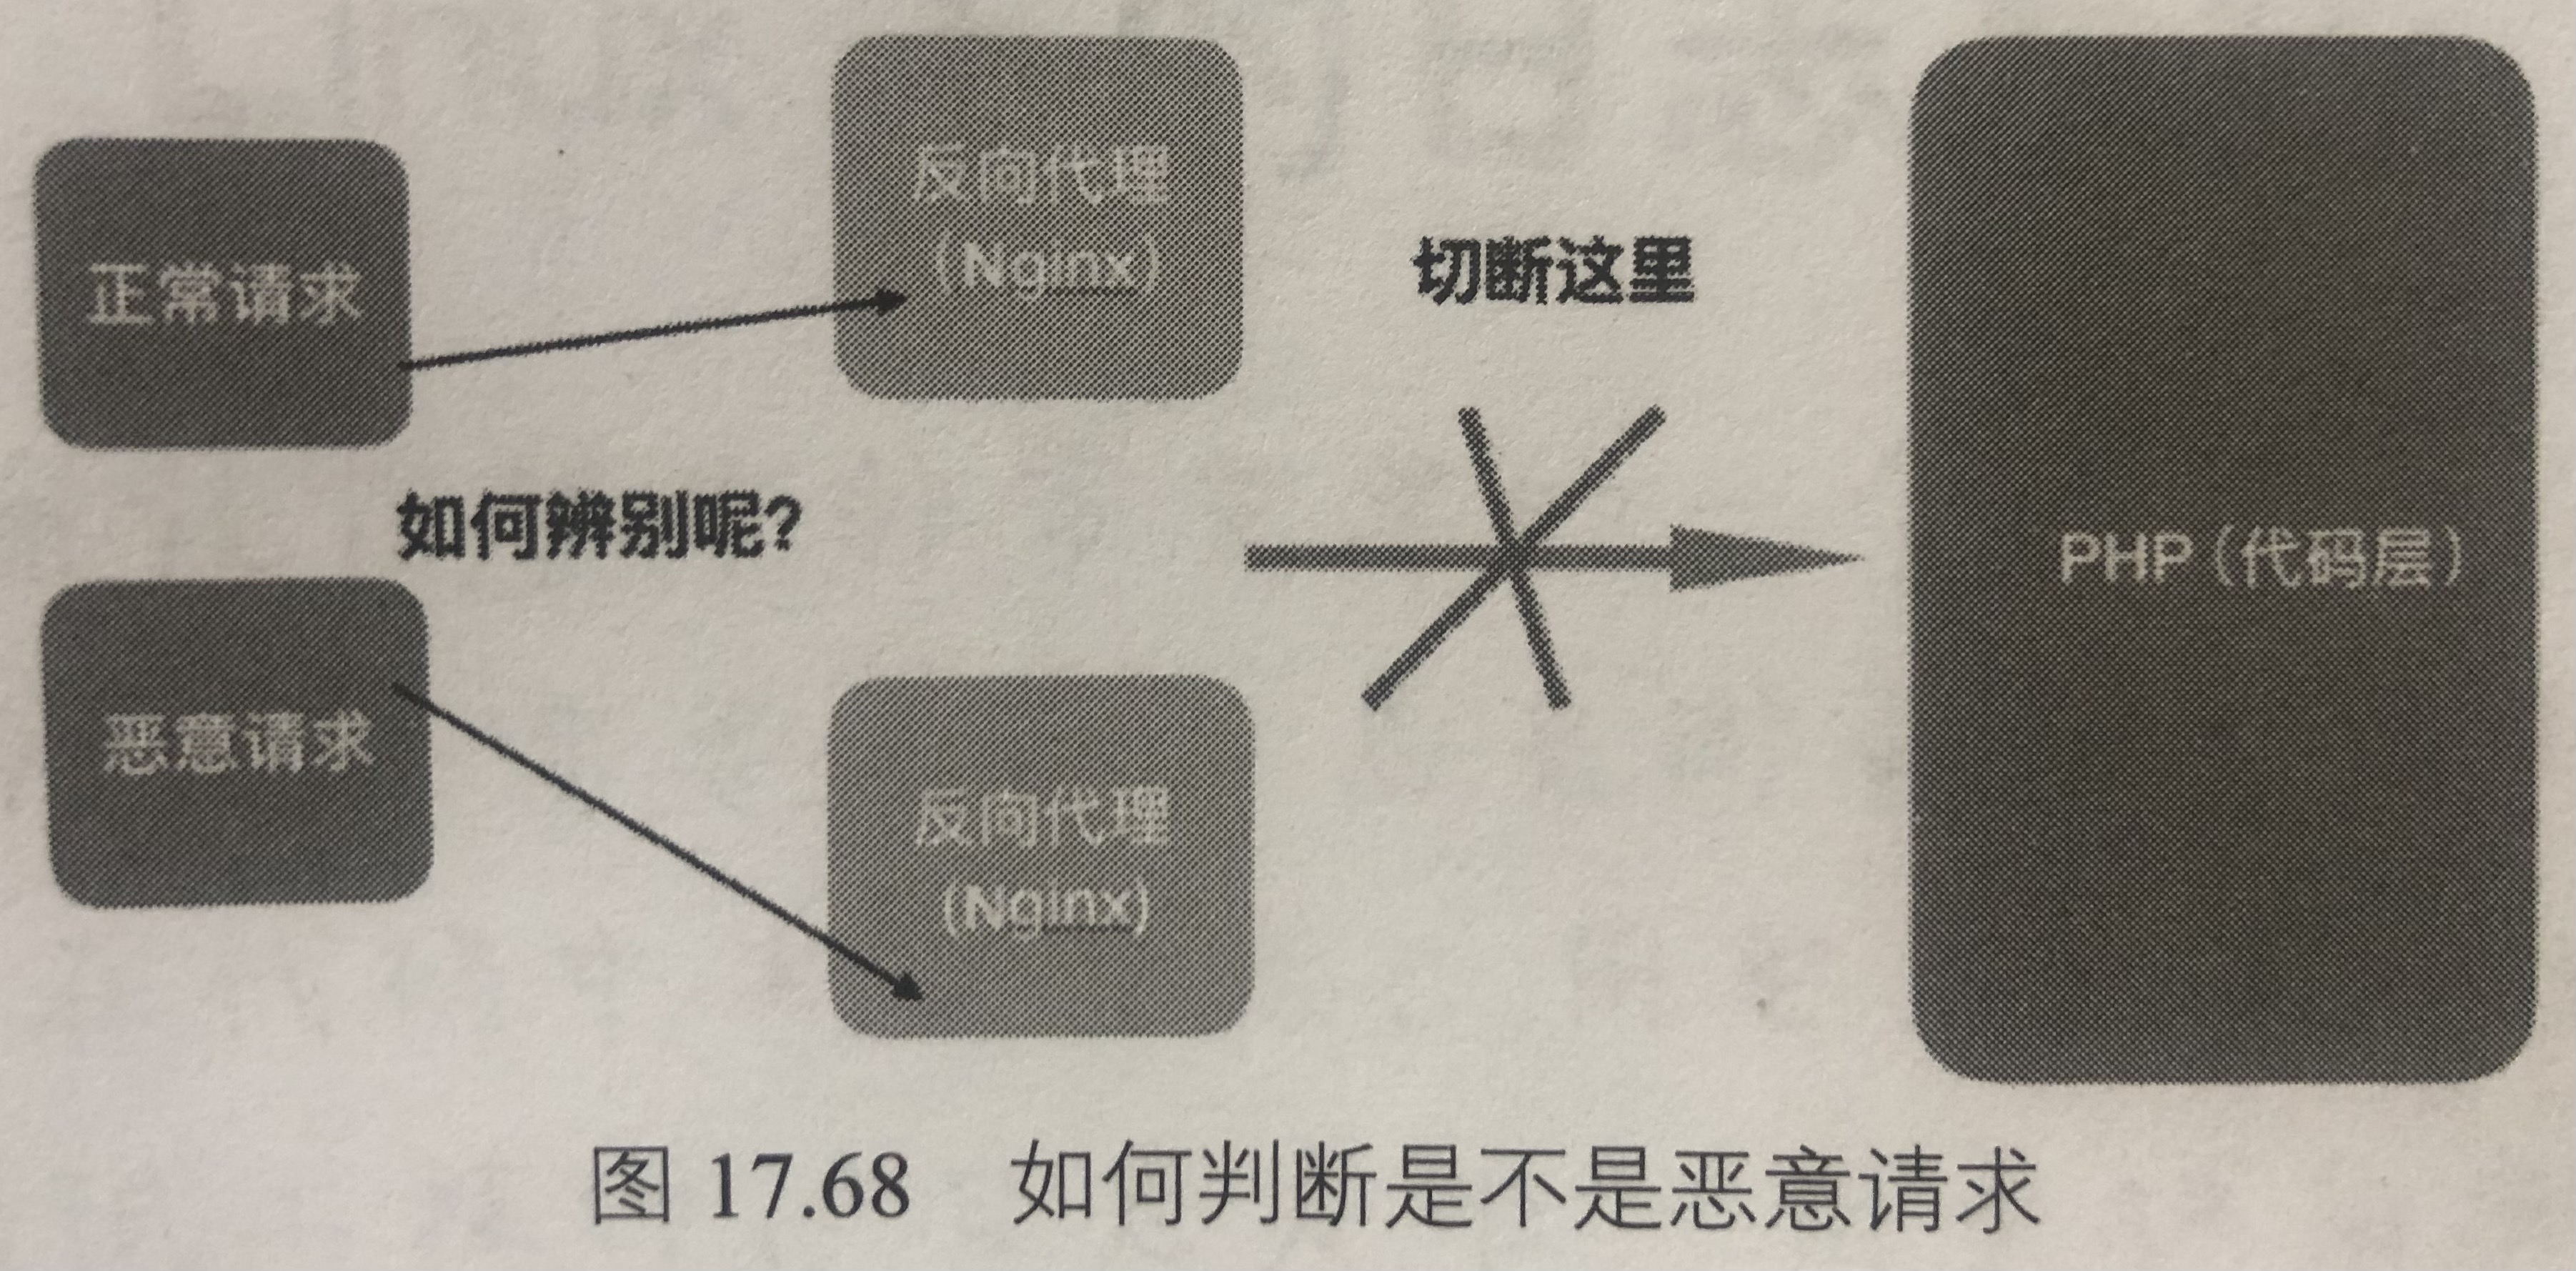 反向代理
(Nginx)
正常请求
切断这里
如何辨别呢?
PHP（代码层）
恶意请求
反向代理
(Nginx)
图 17.68 如何判断是不是恶意请求